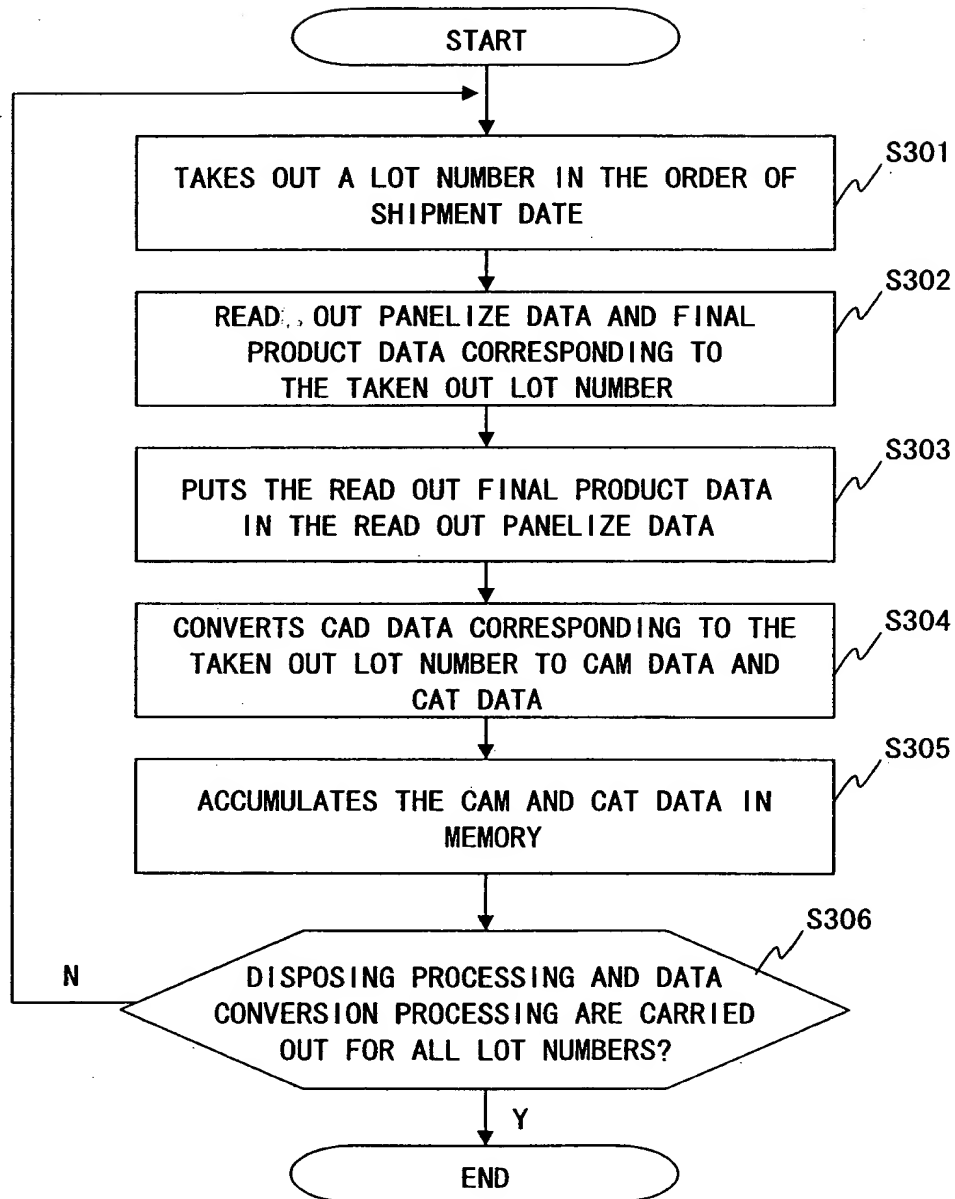 START
S301
TAKES OUT A LOT NUMBER IN THE ORDER OF
SHIPMENT DATE
S302
READ OUT PANELIZE DATA AND FINAL
PRODUCT DATA CORRESPONDING TO
THE TAKEN OUT LOT NUMBER
S303
PUTS THE READ OUT FINAL PRODUCT DATA
IN THE READ OUT PANELIZE DATA
S304
CONVERTS CAD DATA CORRESPONDING TO THE
TAKEN OUT LOT NUMBER TO CAM DATA AND
CAT DATA
S305
ACCUMULATES THE CAM AND CAT DATA IN
MEMORY
S306
N
DISPOSING PROCESSING AND DATA
CONVERSION PROCESSING ARE CARRIED
OUT FOR ALL LOT NUMBERS?
Y
END